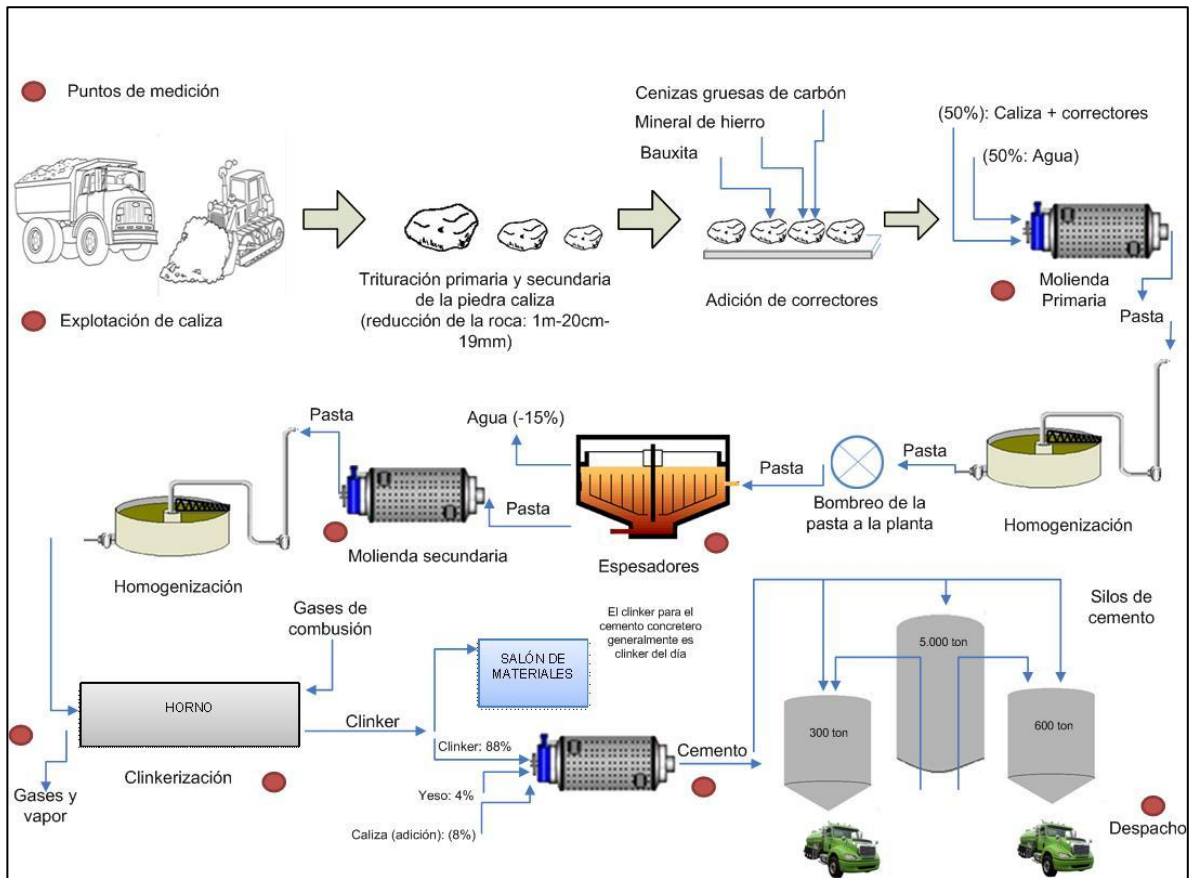 Puntos de medición
Cenizas gruesas de carbón
Mineral de hierro
Bauxita
(50%): Caliza + correctores
(50%: Agua)
Explotación de caliza
Trituración primaria y secundaria
de la piedra caliza
(reducción de la roca: 1m-20cm-
19mm)
Adición de correctores
Molienda
Primaria
Pasta
Pasta
Agua (-15%)
Pasta
Pasta
Pasta
Bombreo de la
pasta a la planta
Homogenización
Molienda secundaria
Espesadores
Homogenización
Gases de
combusión
El clinker para el
cemento concretero
generalmente es
clinker del día
Silos de
cemento
SALÓN DE
MATERIALES
5.000 ton
HORNO
Clinker
300 ton
600 ton
Clinker: 88%
Cemento
Clinkerización
Yeso: 4%
Gases y
vapor
Caliza (adición): (8%)
Despacho